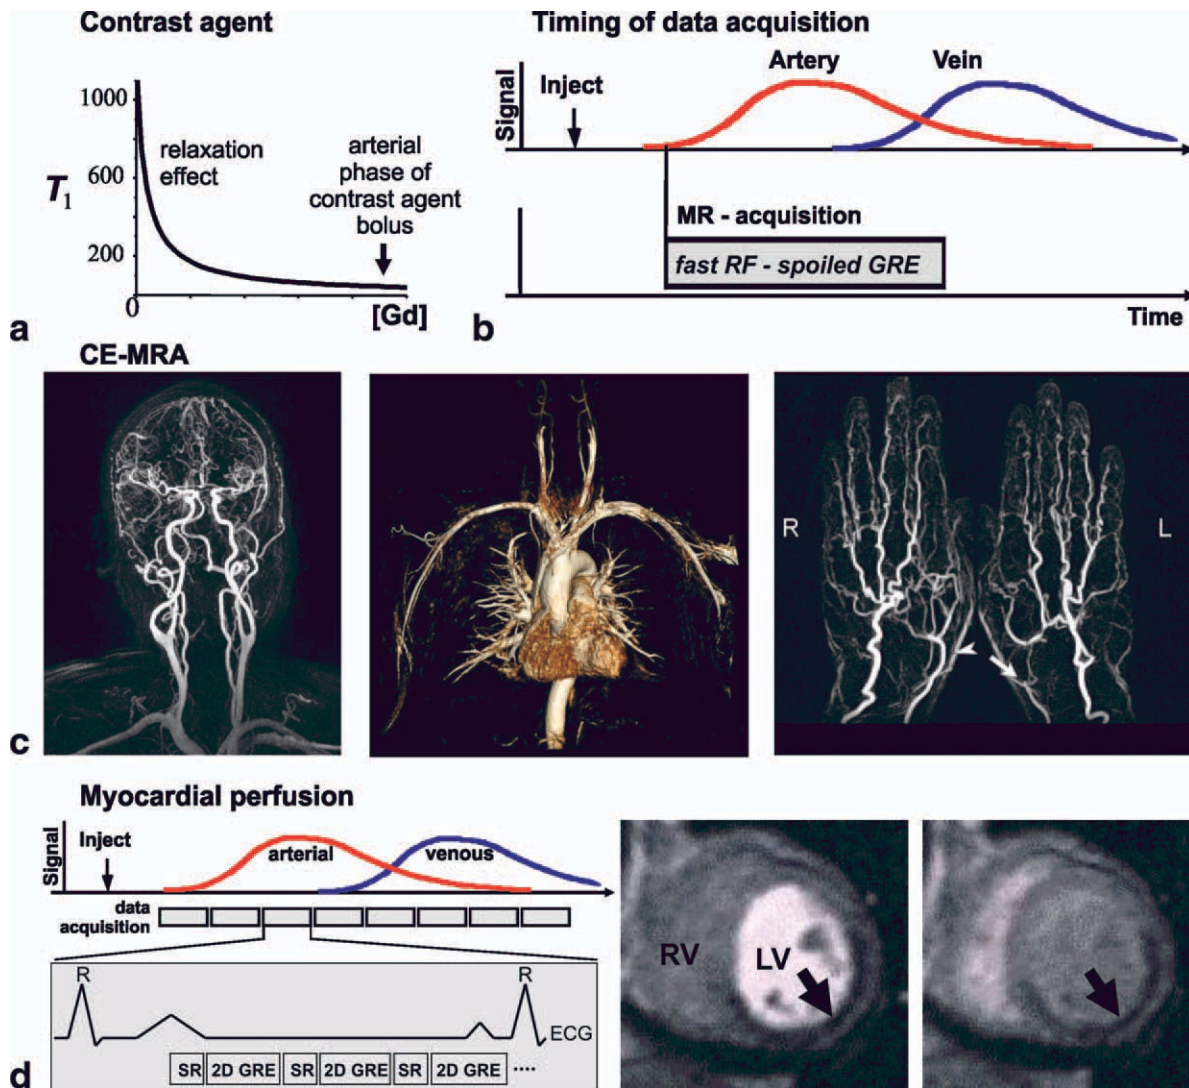 Contrast agent
1000
600
200
0
T1
relaxation
effect
arterial
phase of
contrast agent
bolus
[Gd]
a
Timing of data acquisition
Signal
Inject
Artery
Vein
MR - acquisition
fast RF - spoiled GRE
Time
b
CE-MRA
R
L
c
Myocardial perfusion
Signal
Inject
arterial
venous
data
acquisition
R
R
ECG
SR 2D GRE SR 2D GRE SR 2D GRE ....
RV
LV
d